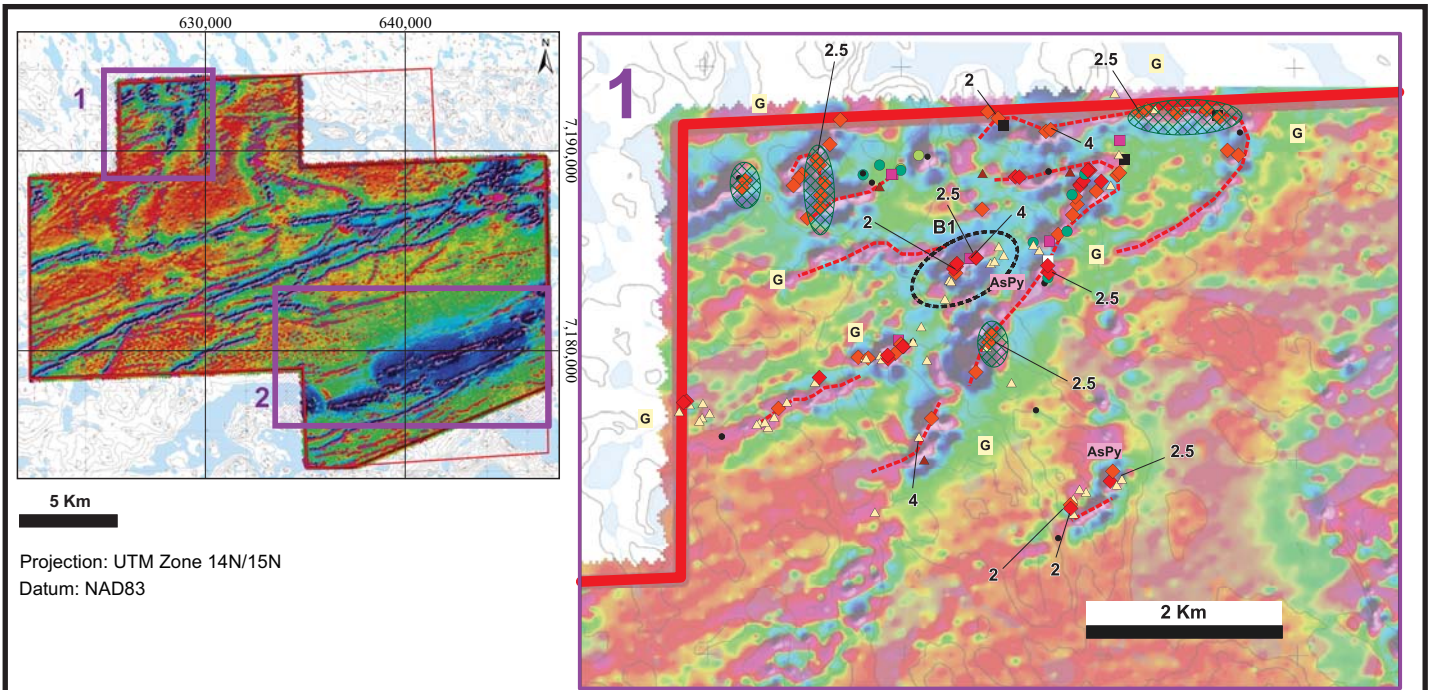 630,000
640,000
N
1
7,190,000
7,180,000
2
5 Km
Projection: UTM Zone 14N/15N
Datum: NAD83
1
2.5
2
2.5
G
G
4
G
2.5
4
2
B1
G
G
AsPy
2.5
G
2.5
G
G
AsPy
2.5
4
2
2
2 Km